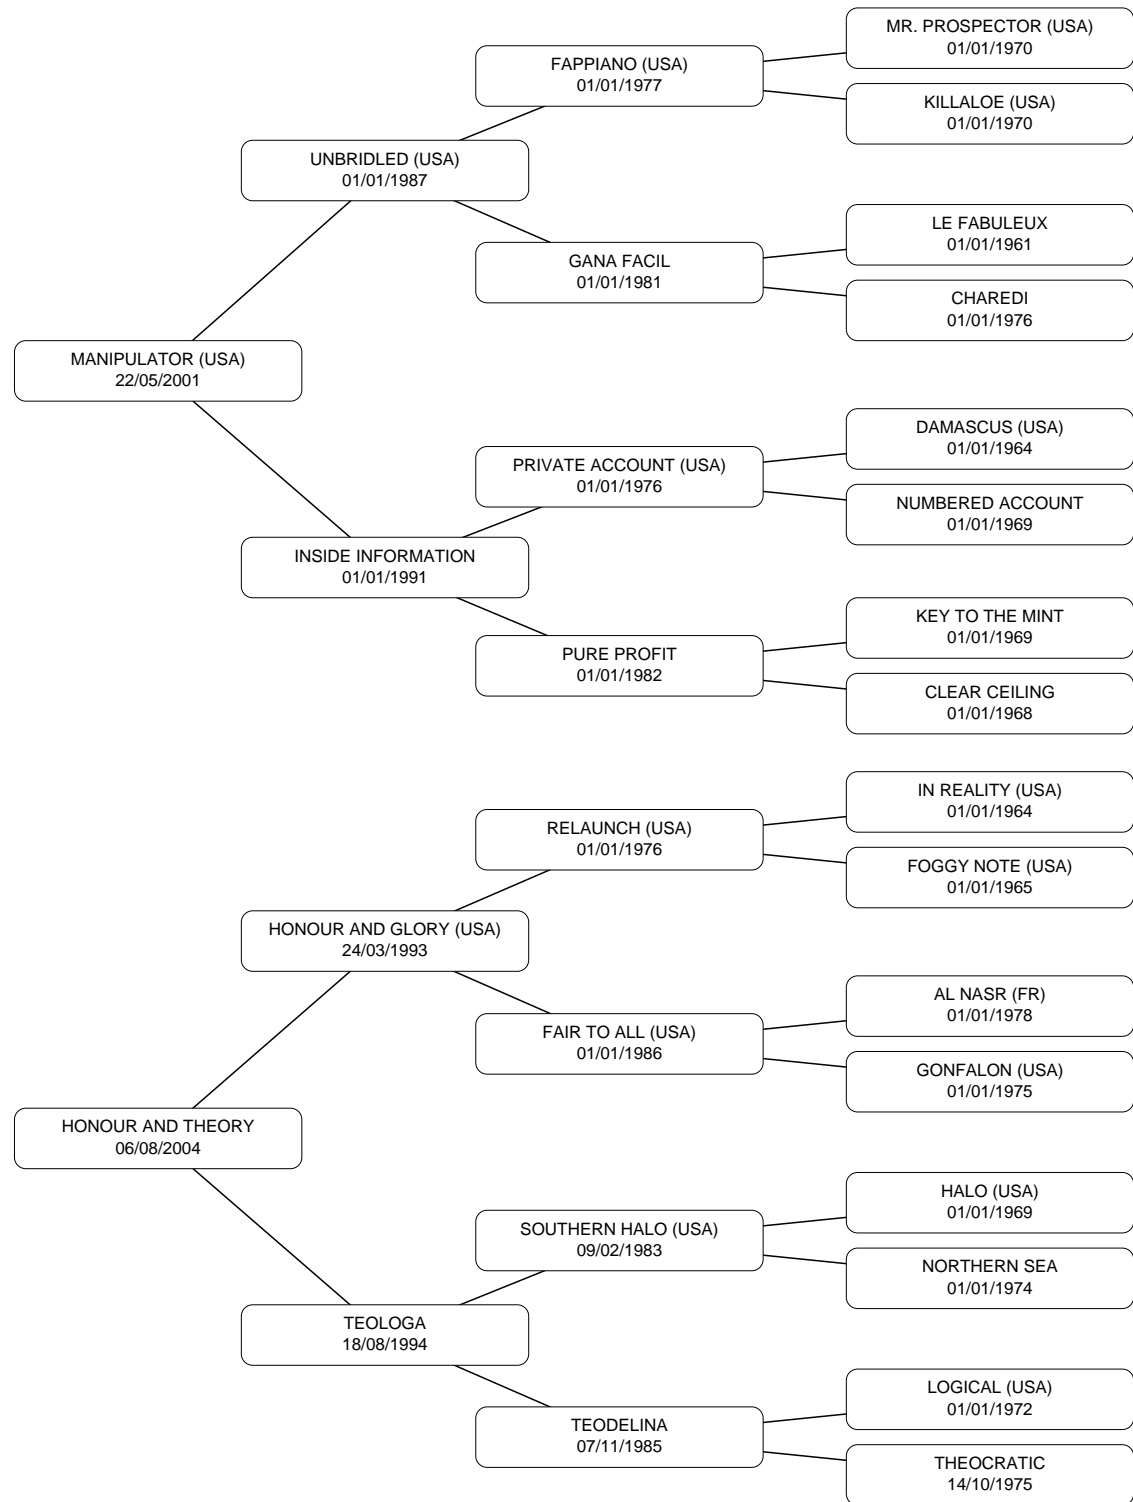 MR. PROSPECTOR (USA)
01/01/1970
FAPPIANO (USA)
01/01/1977
KILLALOE (USA)
01/01/1970
UNBRIDLED (USA)
01/01/1987
LE FABULEUX
01/01/1961
GANA FACIL
01/01/1981
CHAREDI
01/01/1976
MANIPULATOR (USA)
22/05/2001
DAMASCUS (USA)
01/01/1964
PRIVATE ACCOUNT (USA)
01/01/1976
NUMBERED ACCOUNT
01/01/1969
INSIDE INFORMATION
01/01/1991
KEY TO THE MINT
01/01/1969
PURE PROFIT
01/01/1982
CLEAR CEILING
01/01/1968
IN REALITY (USA)
01/01/1964
RELAUNCH (USA)
01/01/1976
FOGGY NOTE (USA)
01/01/1965
HONOUR AND GLORY (USA)
24/03/1993
AL NASR (FR)
01/01/1978
FAIR TO ALL (USA)
01/01/1986
GONFALON (USA)
01/01/1975
HONOUR AND THEORY
06/08/2004
HALO (USA)
01/01/1969
SOUTHERN HALO (USA)
09/02/1983
NORTHERN SEA
01/01/1974
TEOLOGA
18/08/1994
LOGICAL (USA)
01/01/1972
TEODELINA
07/11/1985
THEOCRATIC
14/10/1975